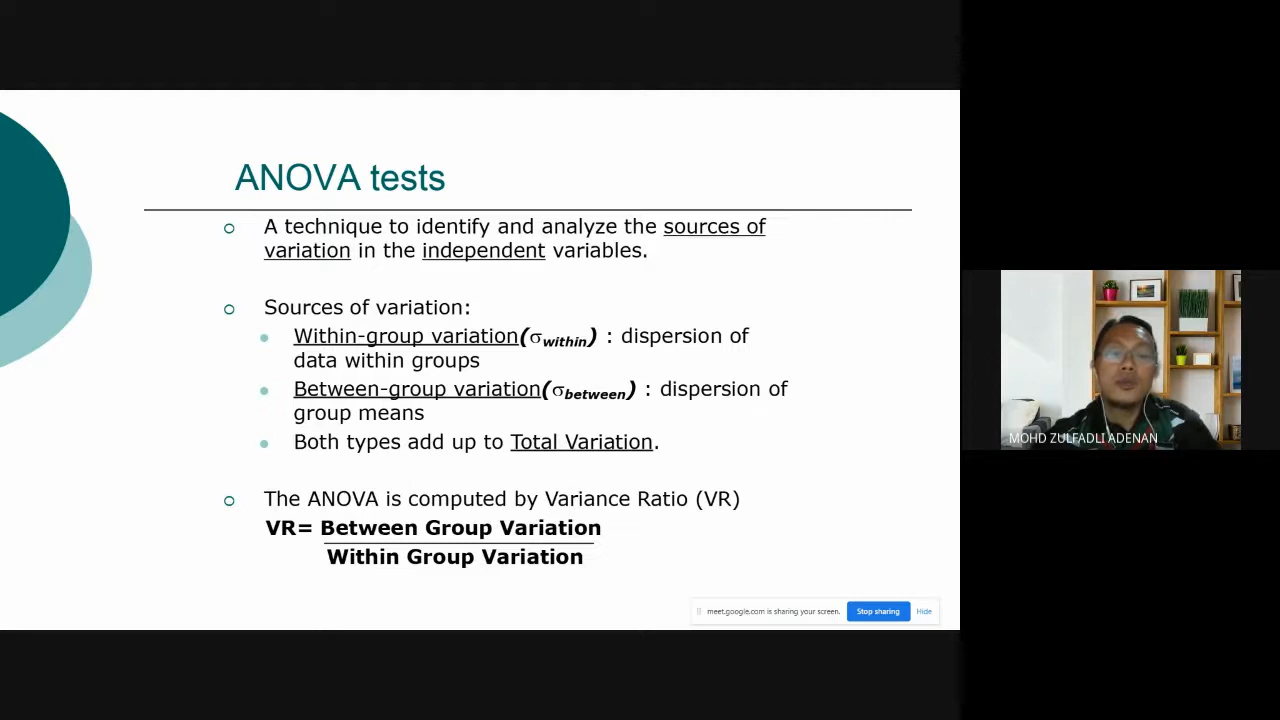 ANOVA tests
A technique to identify and analyze the sources of
variation in the independent variables.
Sources of variation:
Within-group variation(σwithin) : dispersion of
data within groups
Between-group variation(σbetween) : dispersion of
group means
Both types add up to Total Variation.
The ANOVA is computed by Variance Ratio (VR)
VR= Between Group Variation
Within Group Variation
meet.google.com is sharing your screen.
Stop sharing
Hide
MOHD ZULFADLI ADENAN